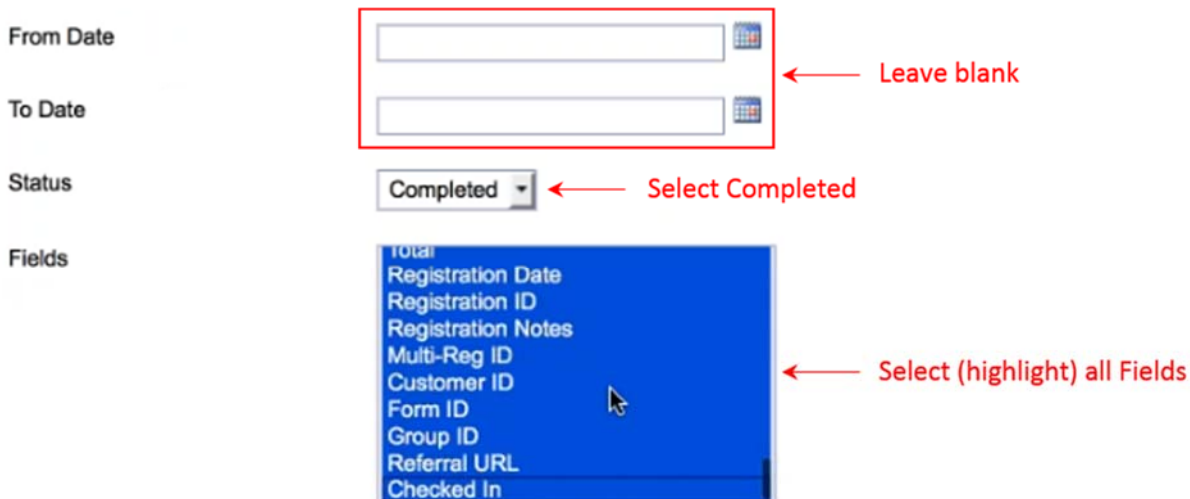 From Date
Leave blank
To Date
Status
Completed
Select Completed
Fields
Total
Registration Date
Registration ID
Registration Notes
Multi-Reg ID
Customer ID
Select (highlight) all Fields
Form ID
Group ID
Referral URL
Checked In